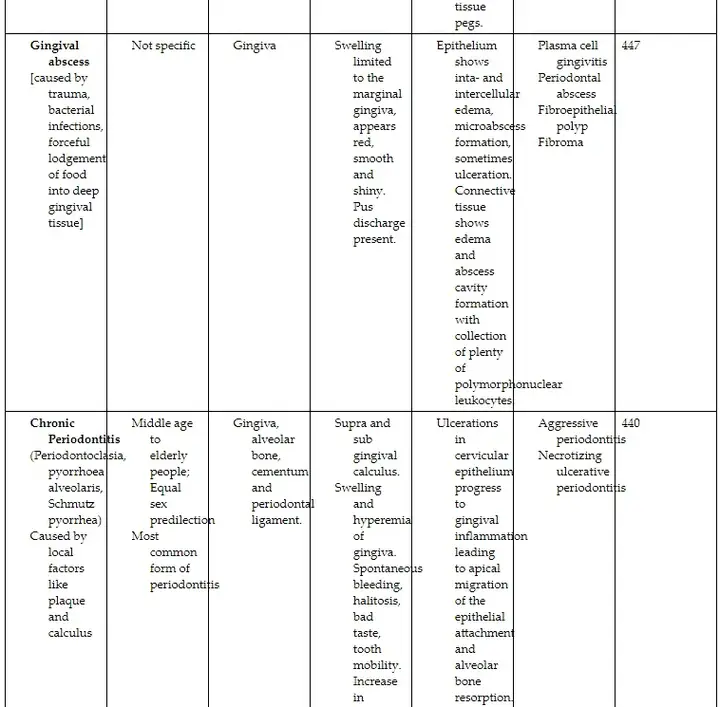 tissue
pegs.
Gingival
abscess
[caused by
trauma,
bacterial
infections,
forceful
lodgement
of food
into deep
gingival
tissue]
Not specific
Gingiva
Swelling
limited
to the
marginal
gingiva,
appears
red,
smooth
and
shiny.
Pus
discharge
present.
Epithelium
shows
inta- and
intercellular
edema,
microabscess
formation,
sometimes
ulceration.
Connective
tissue
shows
edema
and
abscess
cavity
formation
with
collection
of plenty
of
polymorphonuclear
leukocytes.
Plasma cell
gingivitis
Periodontal
abscess
Fibroepithelial
polyp
Fibroma
447
Chronic
Periodontitis
(Periodontoclasia,
pyorrhoea
alveolaris,
Schmutz
pyorrhea)
Caused by
local
factors
like
plaque
and
calculus
Middle age
to
elderly
people;
Equal
sex
predilection
Most
common
form of
periodontitis
Gingiva,
alveolar
bone,
cementum
and
periodontal
ligament.
Supra and
sub
gingival
calculus.
Swelling
and
hyperemia
of
gingiva.
Spontaneous
bleeding,
halitosis,
bad
taste,
tooth
mobility.
Increase
in
Ulcerations
in
cervicular
epithelium
progress
to
gingival
inflammation
leading
to apical
migration
of the
epithelial
attachment
and
alveolar
bone
resorption.
Aggressive
periodontitis
Necrotizing
ulcerative
periodontitis
440